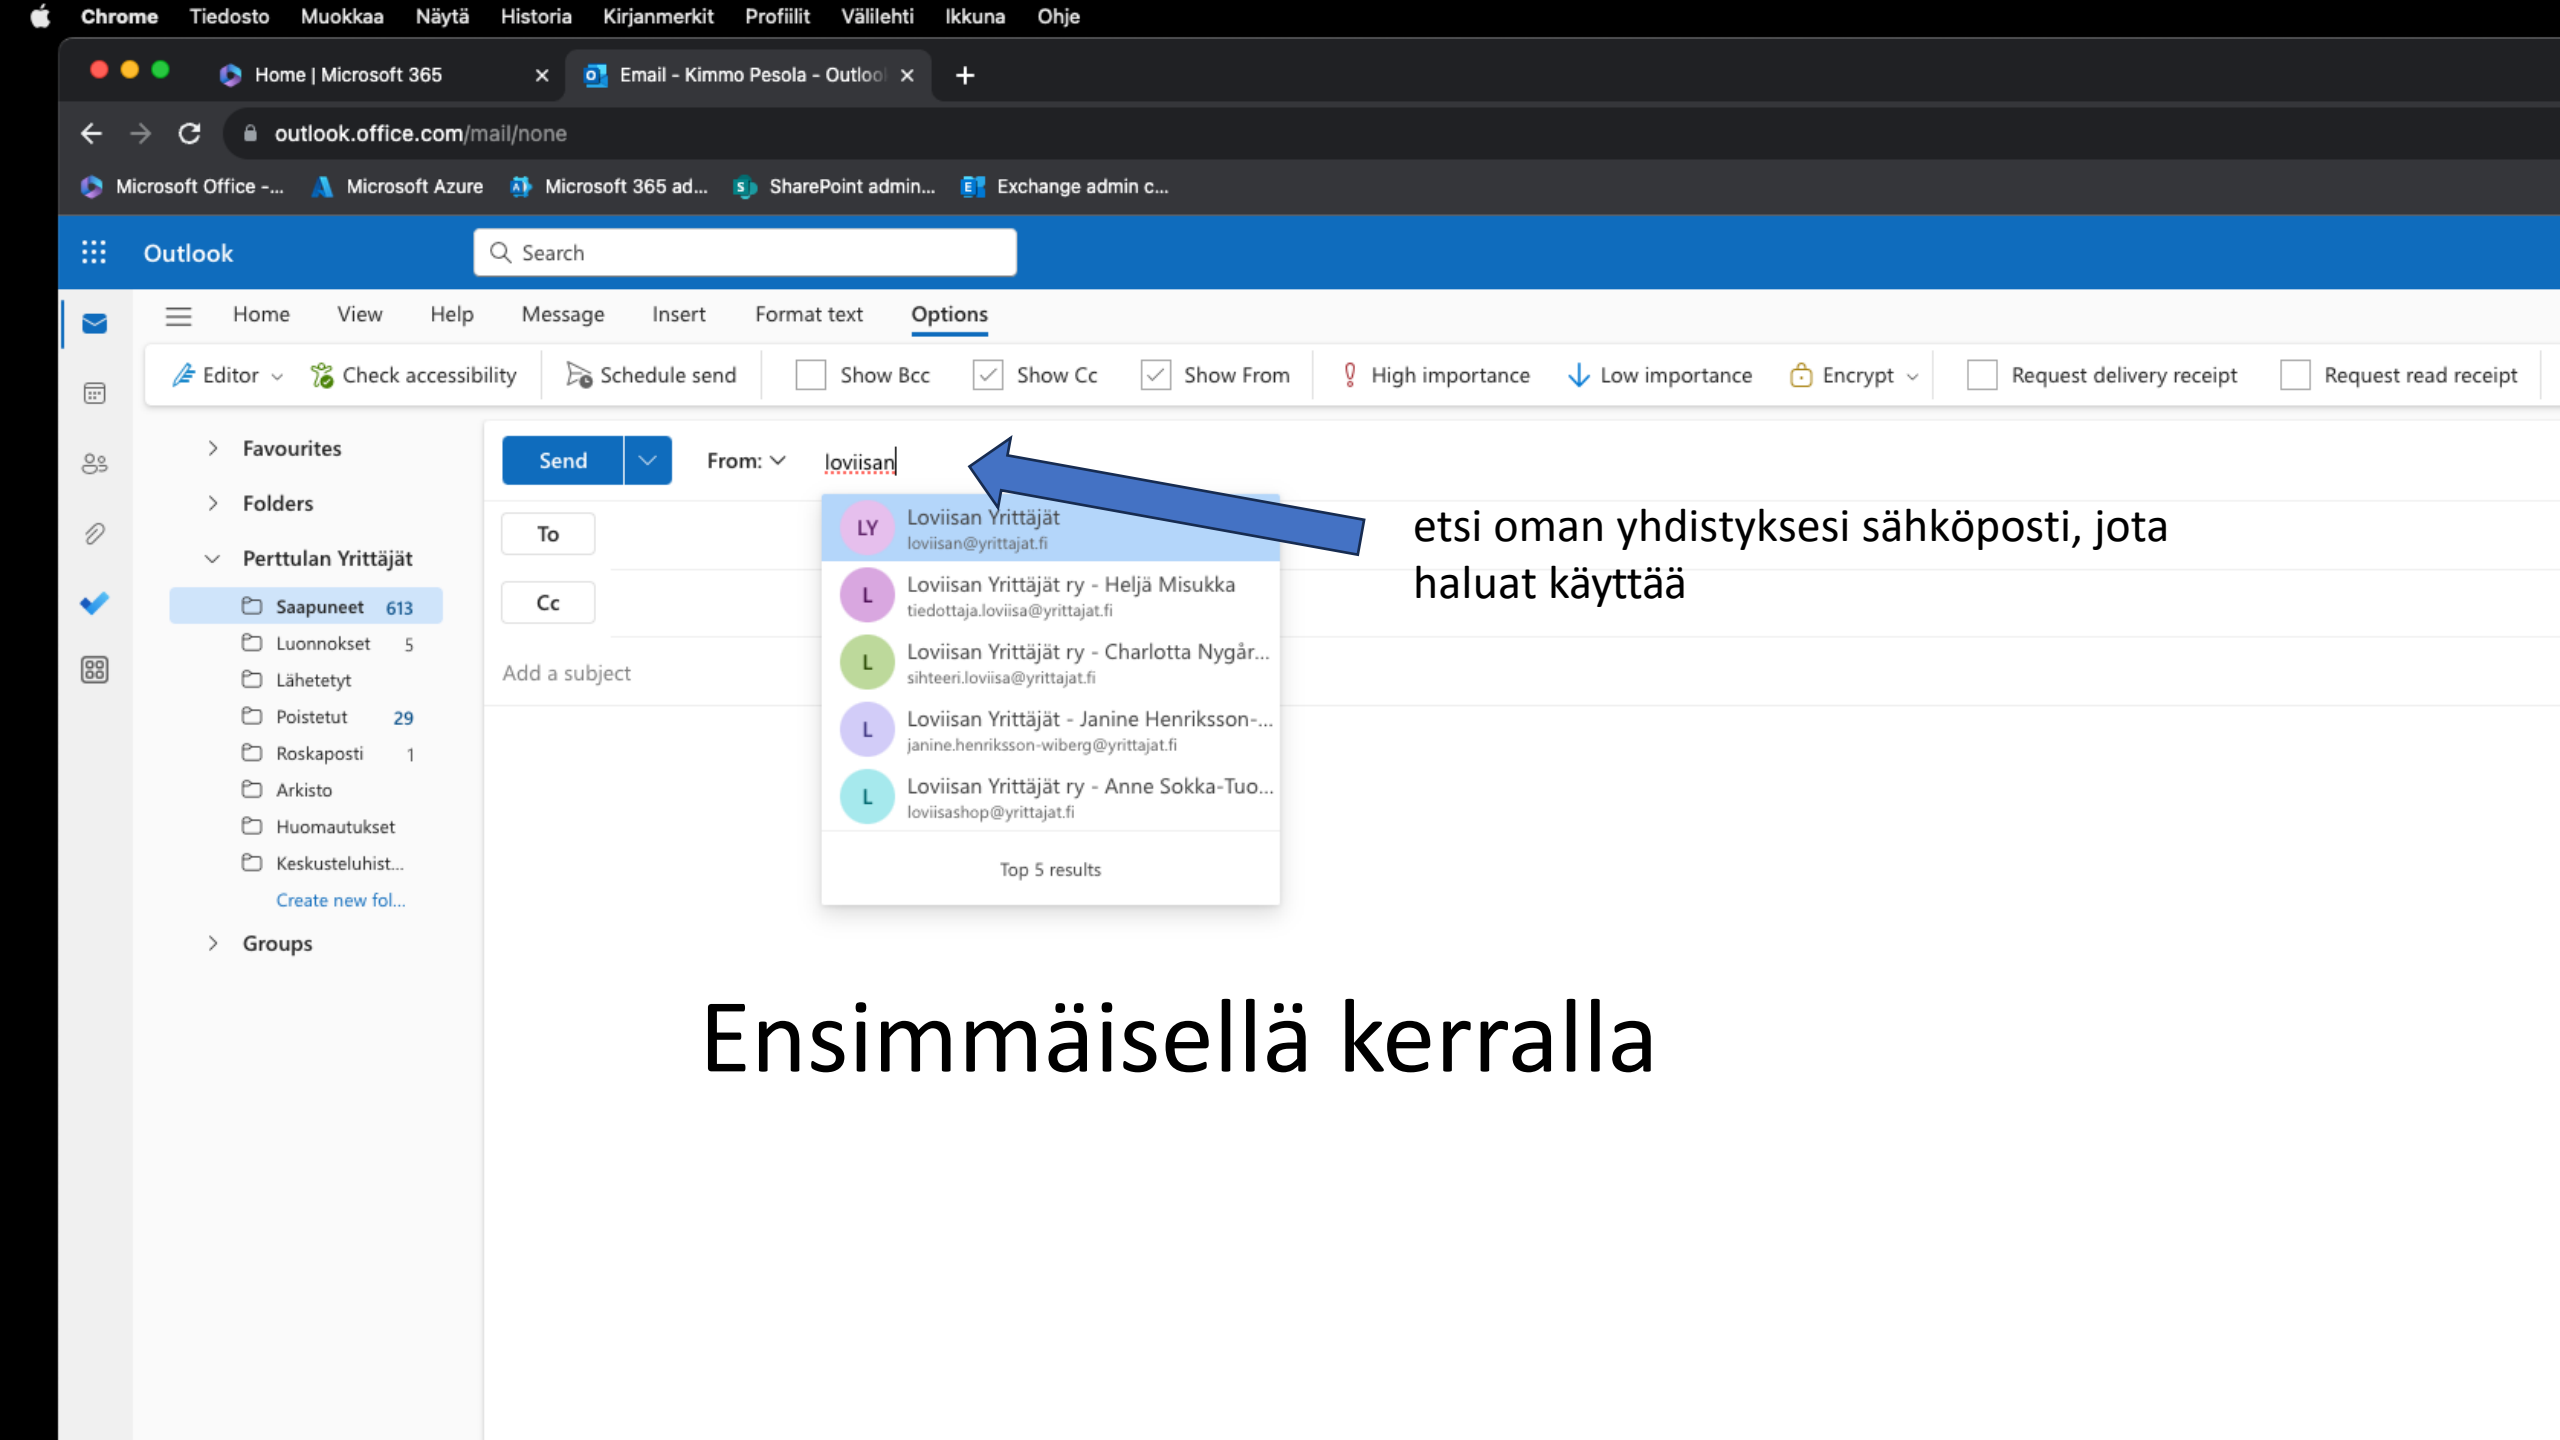 Chrome Tiedosto Muokkaa Näytä Historia Kirjanmerkit Profiilit Välilehti Ikkuna Ohje
Home | Microsoft 365
Email - Kimmo Pesola - Outloo
outlook.office.com/mail/none
Microsoft Office -...
Microsoft Azure
Microsoft 365 ad...
SharePoint admin...
Exchange admin c...
Outlook
Search
Home View Help Message Insert Format text Options
Editor
Check accessibility
Schedule send
Show Bcc
Show Cc
Show From
High importance
Low importance
Encrypt
Request delivery receipt
Request read receipt
Favourites
Folders
Perttulan Yrittäjät
Saapuneet 613
Luonnokset 5
Lähetetyt
Poistetut 29
Roskaposti 1
Arkisto
Huomautukset
Keskusteluhist...
Create new fol...
Groups
Send
From: loviisan
To
Cc
Add a subject
LY Loviisan Yrittäjät
loviisan@yrittajat.fi
L Loviisan Yrittäjät ry - Heljä Misukka
tiedottaja.loviisa@yrittajat.fi
L Loviisan Yrittäjät ry - Charlotta Nygår...
sihteeri.loviisa@yrittajat.fi
L Loviisan Yrittäjät - Janine Henriksson-...
janine.henriksson-wiberg@yrittajat.fi
L Loviisan Yrittäjät ry - Anne Sokka-Tuo...
loviisashop@yrittajat.fi
Top 5 results
etsi oman yhdistyksesi sähköposti, jota
haluat käyttää
Ensimmäisellä kerralla